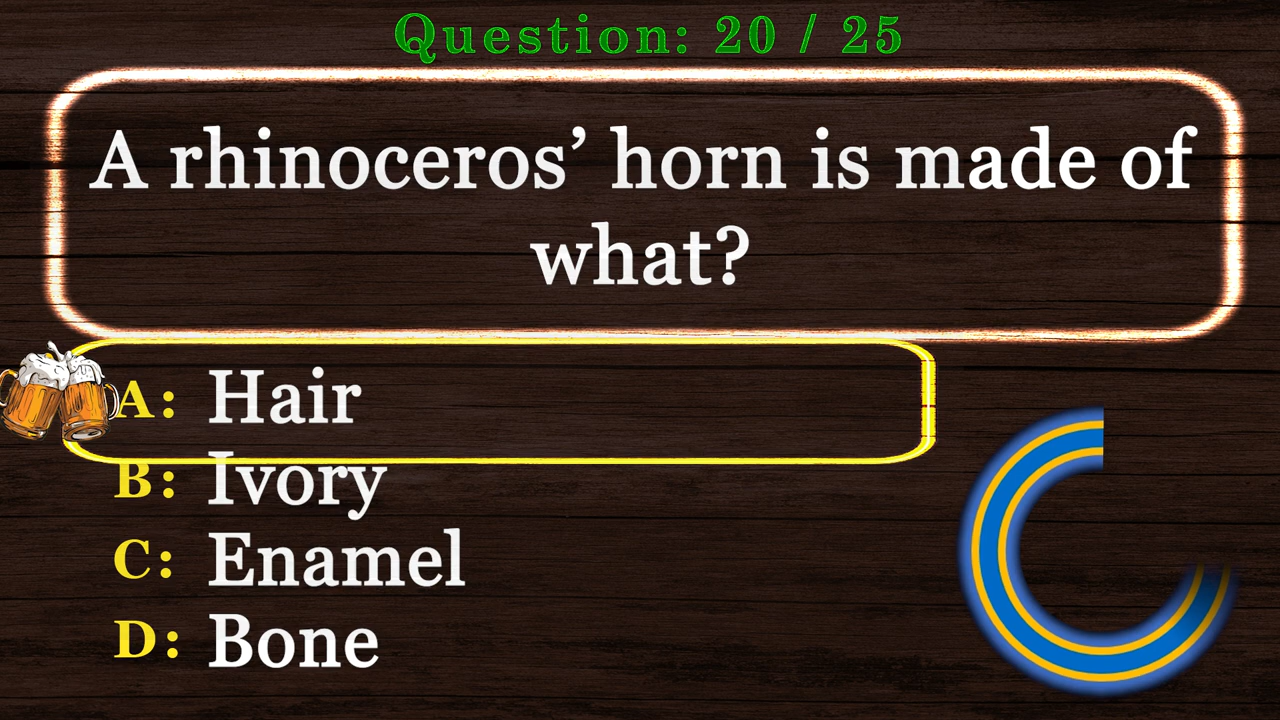 Question: 20 / 25
A rhinoceros’ horn is made of
what?
A: Hair
B: Ivory
C: Enamel
D: Bone